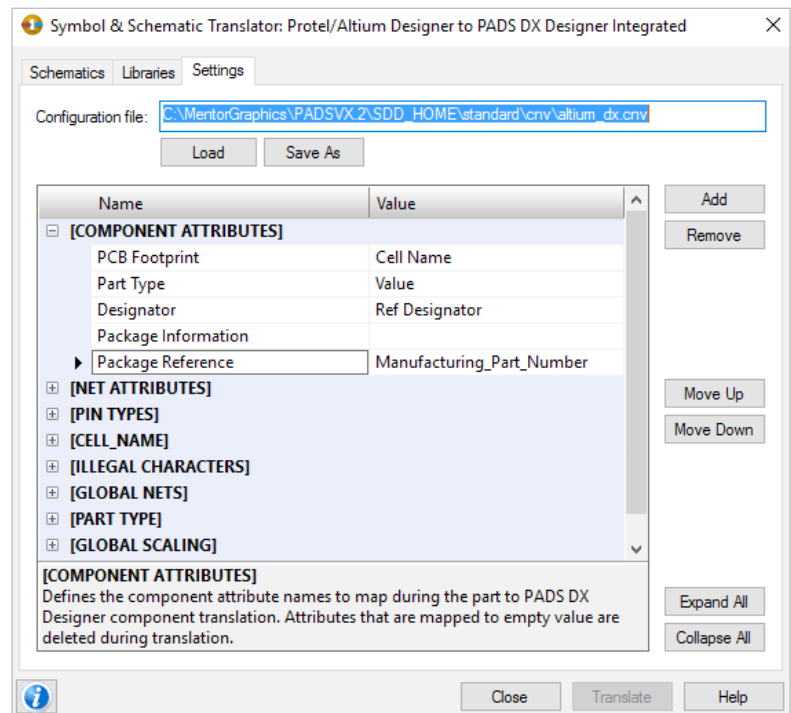 Symbol & Schematic Translator: Protel/Altium Designer to PADS DX Designer Integrated
Schematics Libraries Settings
Configuration file: C:\MentorGraphics\PADSVX.2\SDD_HOME\standard\cnv\altium_dx.cnv
Load Save As
Name Value
Add
[COMPONENT ATTRIBUTES]
Remove
PCB Footprint Cell Name
Part Type Value
Designator Ref Designator
Package Information
Package Reference Manufacturing_Part_Number
[NET ATTRIBUTES]
Move Up
[PIN TYPES]
Move Down
[CELL_NAME]
[ILLEGAL CHARACTERS]
[GLOBAL NETS]
[PART TYPE]
[GLOBAL SCALING]
[COMPONENT ATTRIBUTES]
Defines the component attribute names to map during the part to PADS DX
Designer component translation. Attributes that are mapped to empty value are
deleted during translation.
Expand All
Collapse All
Close Translate Help